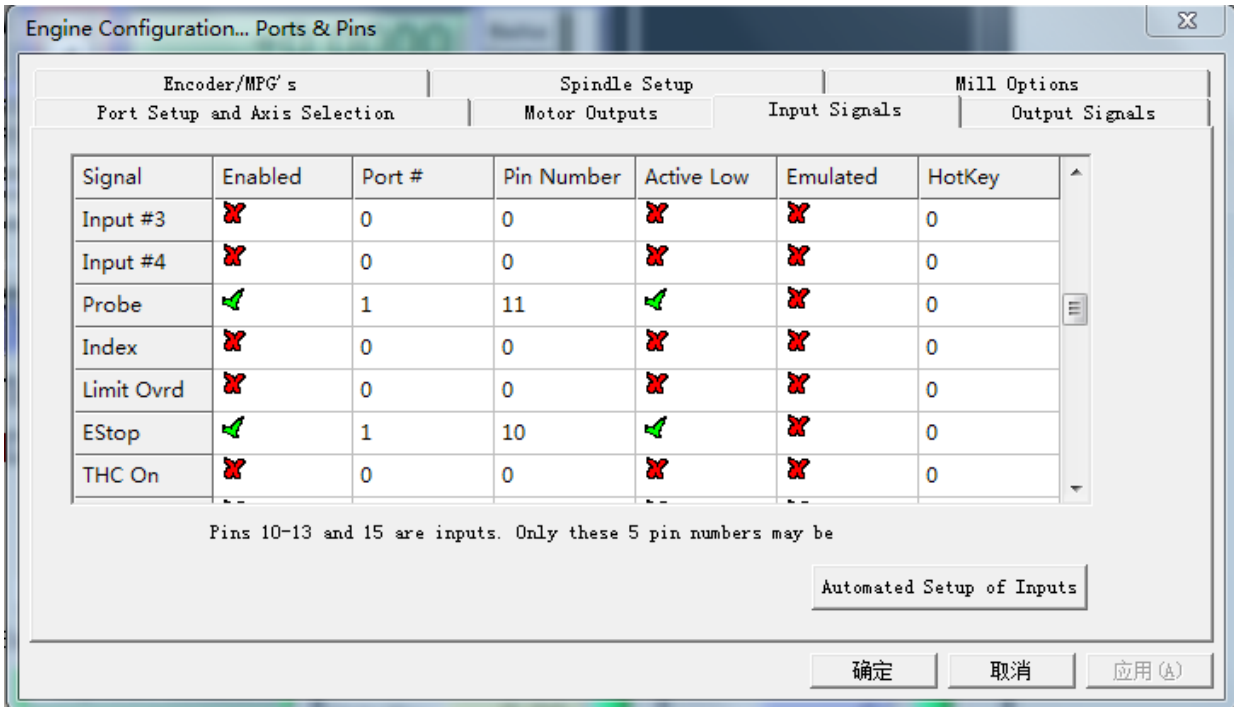 Engine Configuration... Ports & Pins
Encoder/MPG's Spindle Setup Mill Options
Port Setup and Axis Selection Motor Outputs Input Signals Output Signals
Signal Enabled Port # Pin Number Active Low Emulated HotKey
Input #3 0 0 0
Input #4 0 0 0
Probe 1 11 0
Index 0 0 0
Limit Ovrd 0 0 0
EStop 1 10 0
THC On 0 0 0
Pins 10-13 and 15 are inputs. Only these 5 pin numbers may be
Automated Setup of Inputs
确定 取消 应用(A)